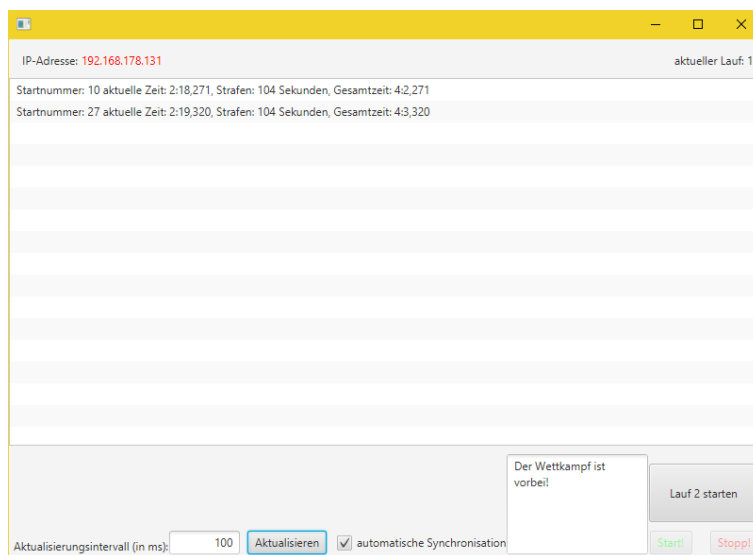 IP-Adresse: 192.168.178.131
aktueller Lauf: 1
Startnummer: 10 aktuelle Zeit: 2:18,271, Strafen: 104 Sekunden, Gesamtzeit: 4:2,271
Startnummer: 27 aktuelle Zeit: 2:19,320, Strafen: 104 Sekunden, Gesamtzeit: 4:3,320
Der Wettkampf ist
vorbei!
Lauf 2 starten
Aktualisierungsintervall (in ms): 100 Aktualisieren automatische Synchronisation
Start! Stopp!